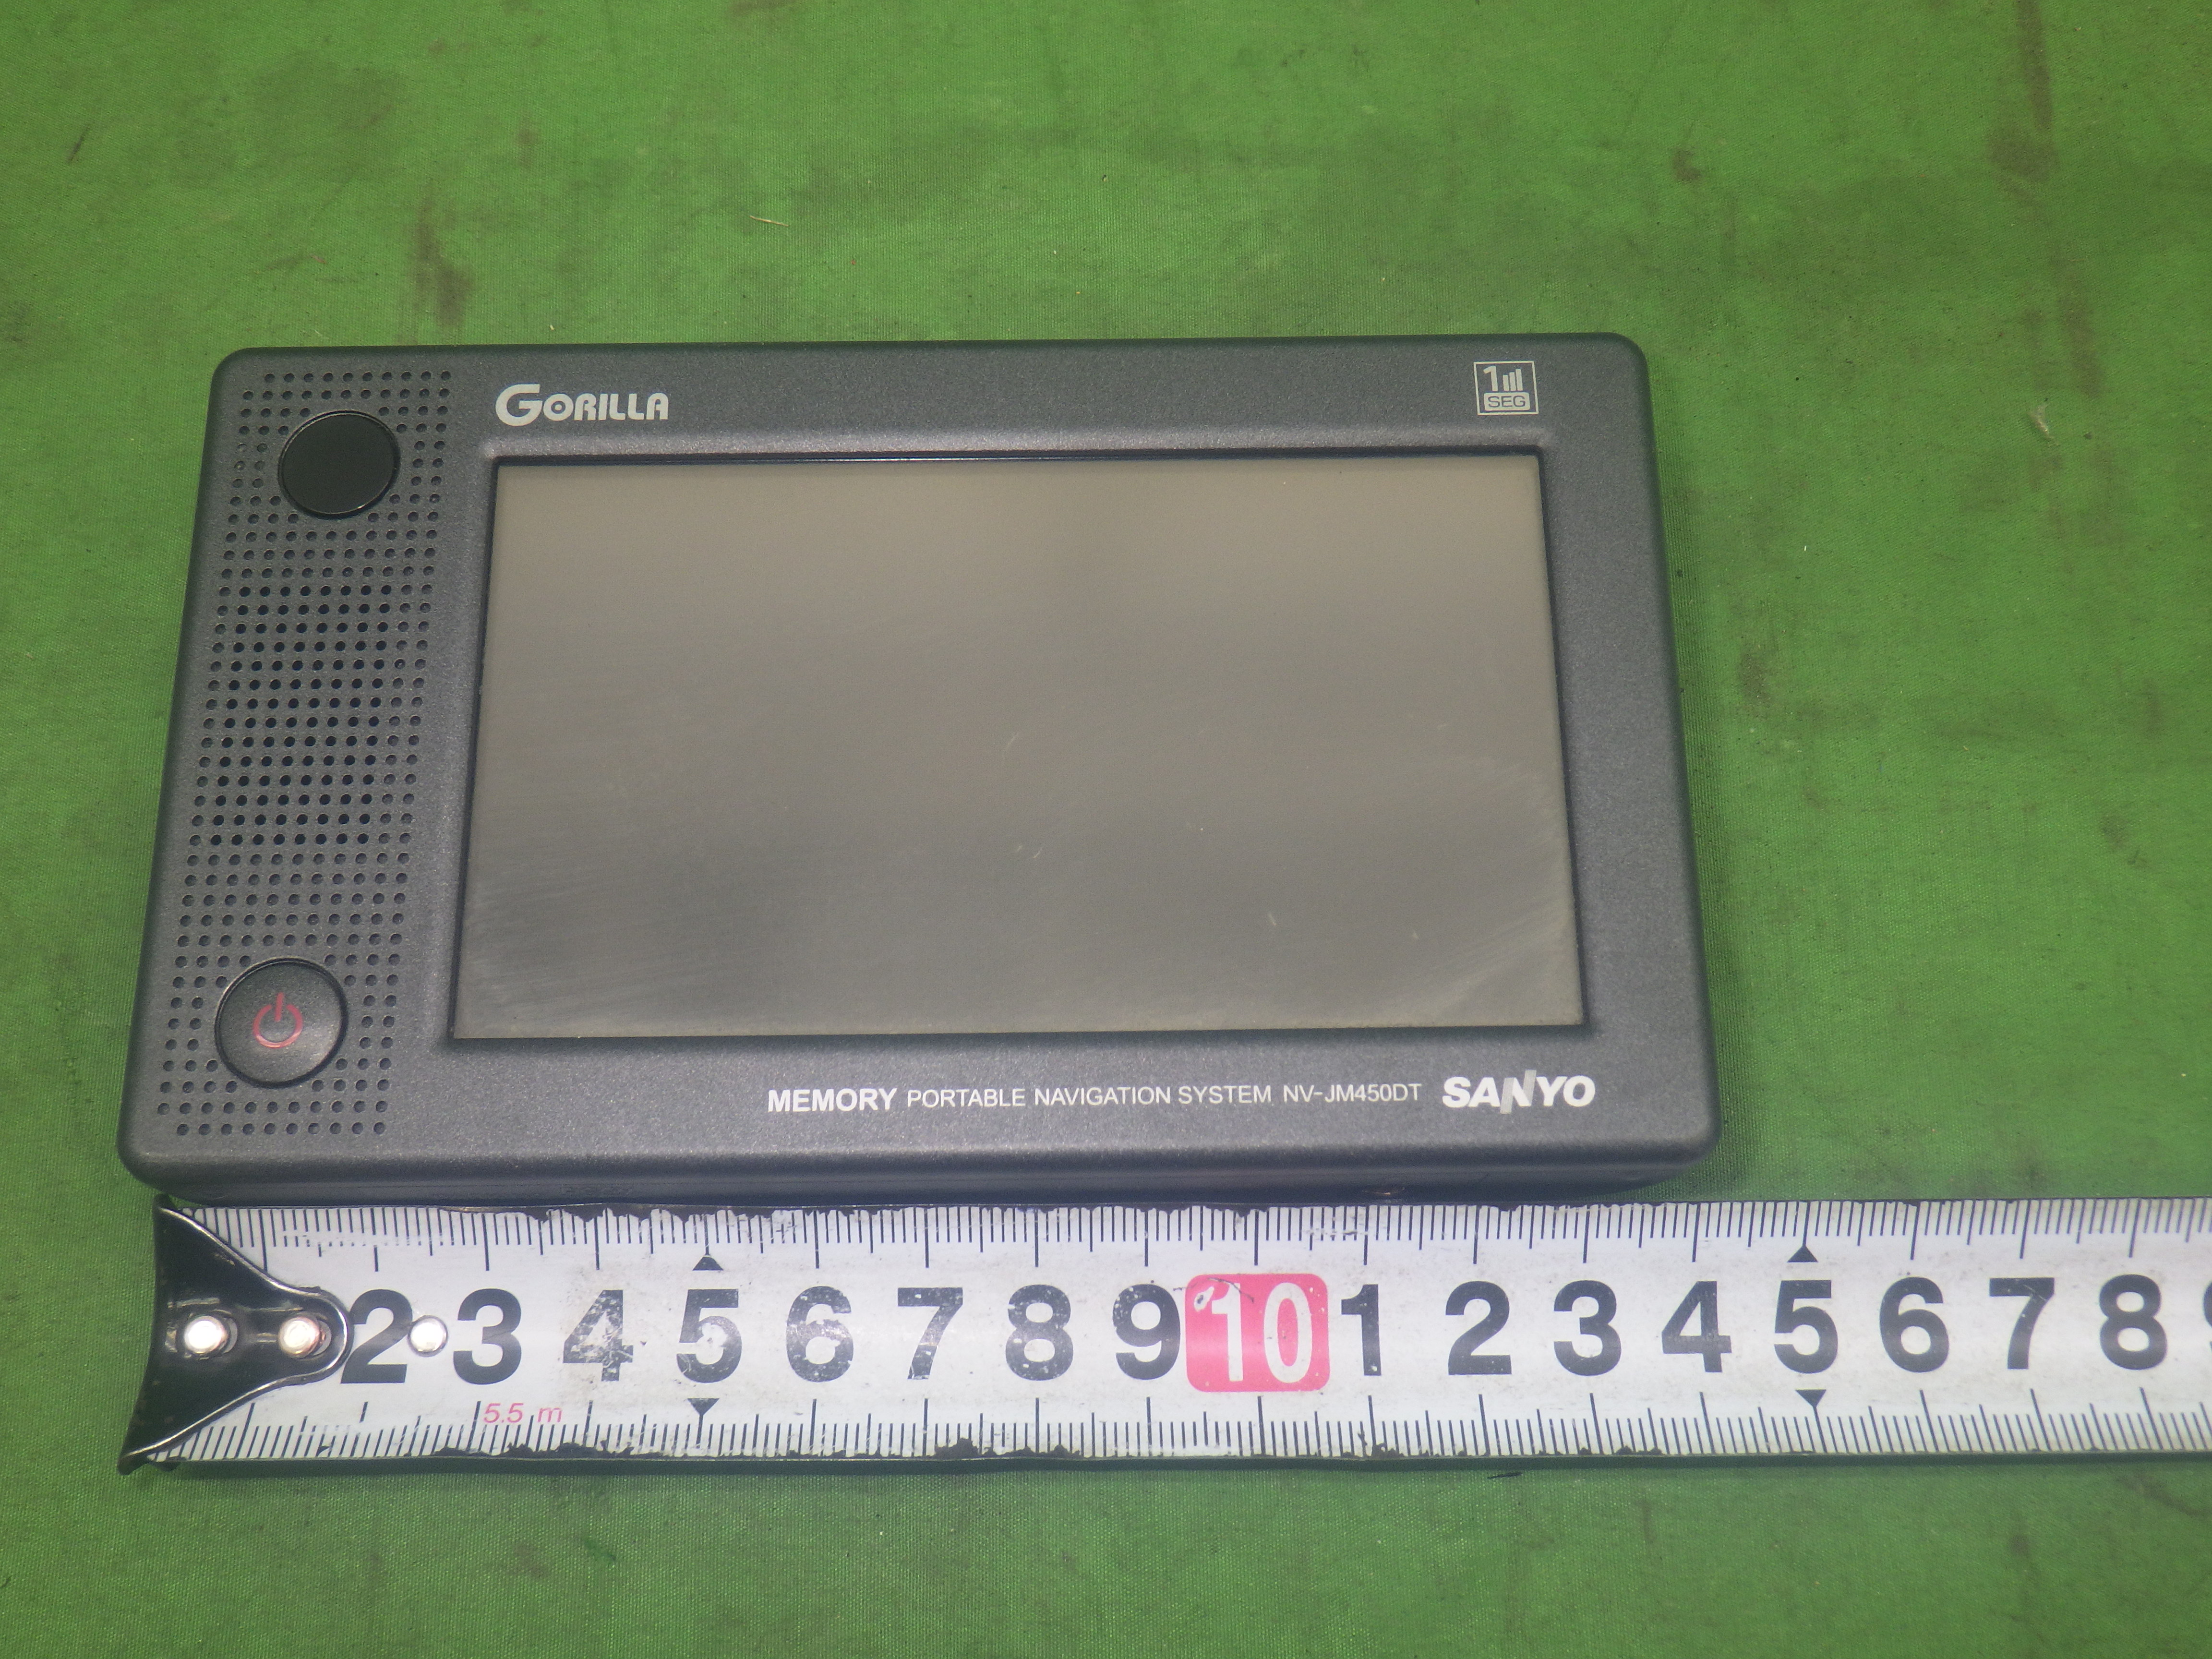 GORILLA
1 SEG
MEMORY PORTABLE NAVIGATION SYSTEM NV-JM450DT SANYO
2 3 4 5 6 7 8 9 10 1 2 3 4 5 6 7 8
5.5 m